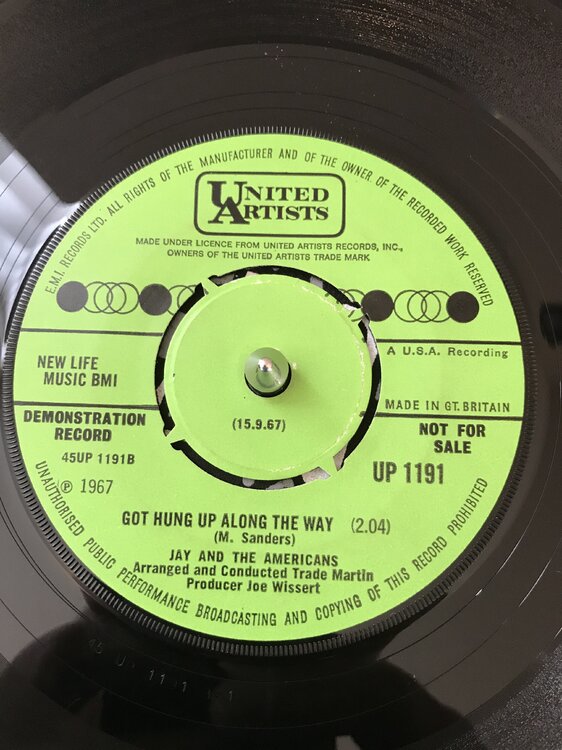 E.M.I. RECORDS LTD. ALL RIGHTS OF THE MANUFACTURER AND OF THE OWNER OF THE RECORDED WORK RESERVED
UNITED
ARTISTS
MADE UNDER LICENCE FROM UNITED ARTISTS RECORDS, INC.,
OWNERS OF THE UNITED ARTISTS TRADE MARK
A U.S.A. Recording
NEW LIFE
MUSIC BMI
MADE IN GT. BRITAIN
DEMONSTRATION
RECORD
45UP 1191B
(15.9.67)
NOT FOR
SALE
UP 1191
℗ 1967
GOT HUNG UP ALONG THE WAY (2.04)
(M. Sanders)
JAY AND THE AMERICANS
Arranged and Conducted Trade Martin
Producer Joe Wissert
UNAUTHORISED PUBLIC PERFORMANCE BROADCASTING AND COPYING OF THIS RECORD PROHIBITED